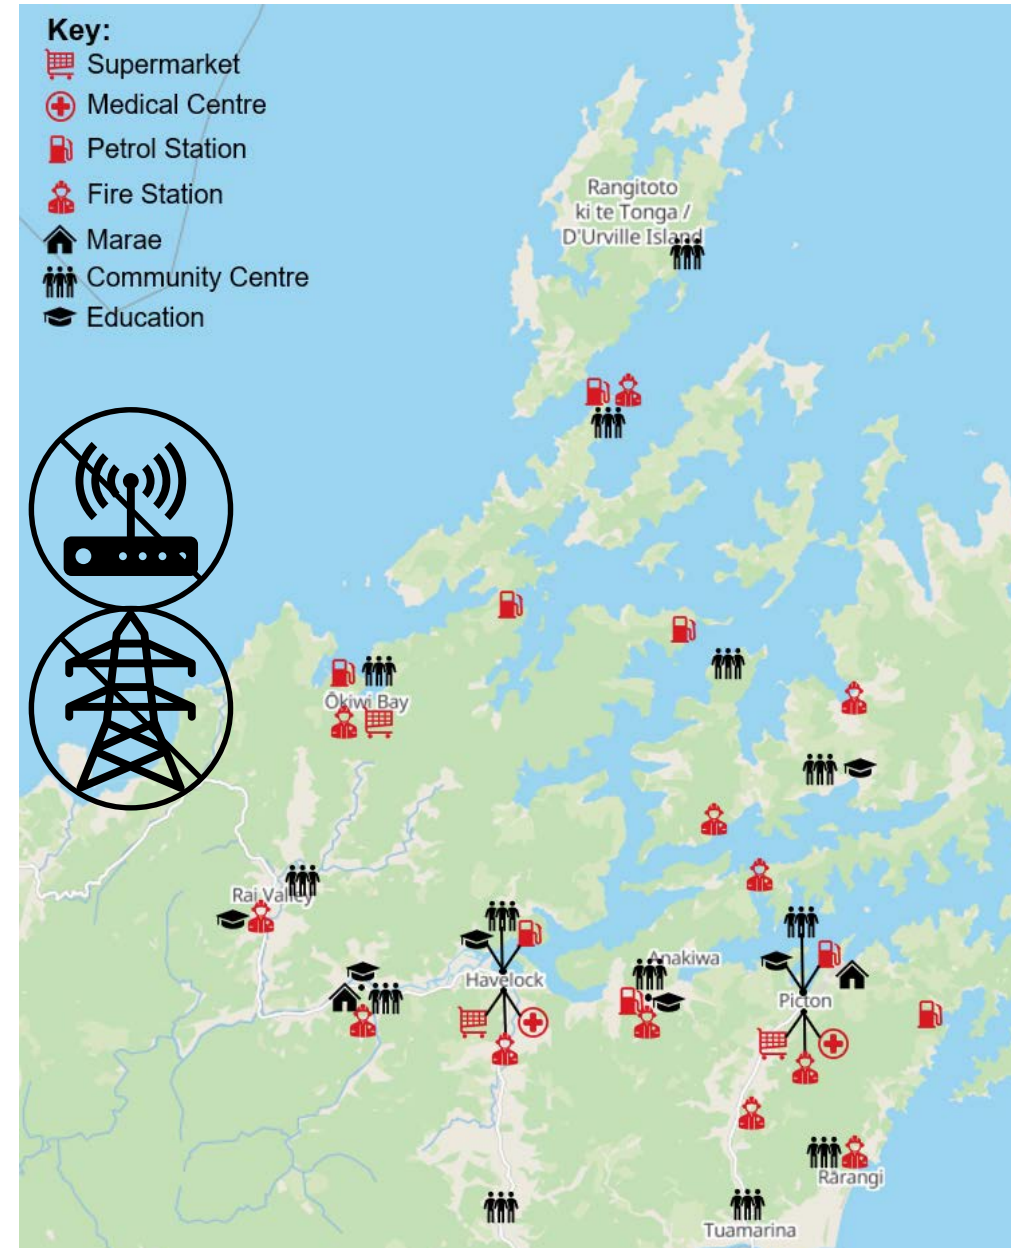 Key:
Supermarket
Medical Centre
Petrol Station
Fire Station
Marae
Community Centre
Education
Rangitoto
ki te Tonga /
D'Urville Island
Ōkiwi Bay
Rai Valley
Havelock
Anakiwa
Picton
Rārangi
Tuamarina